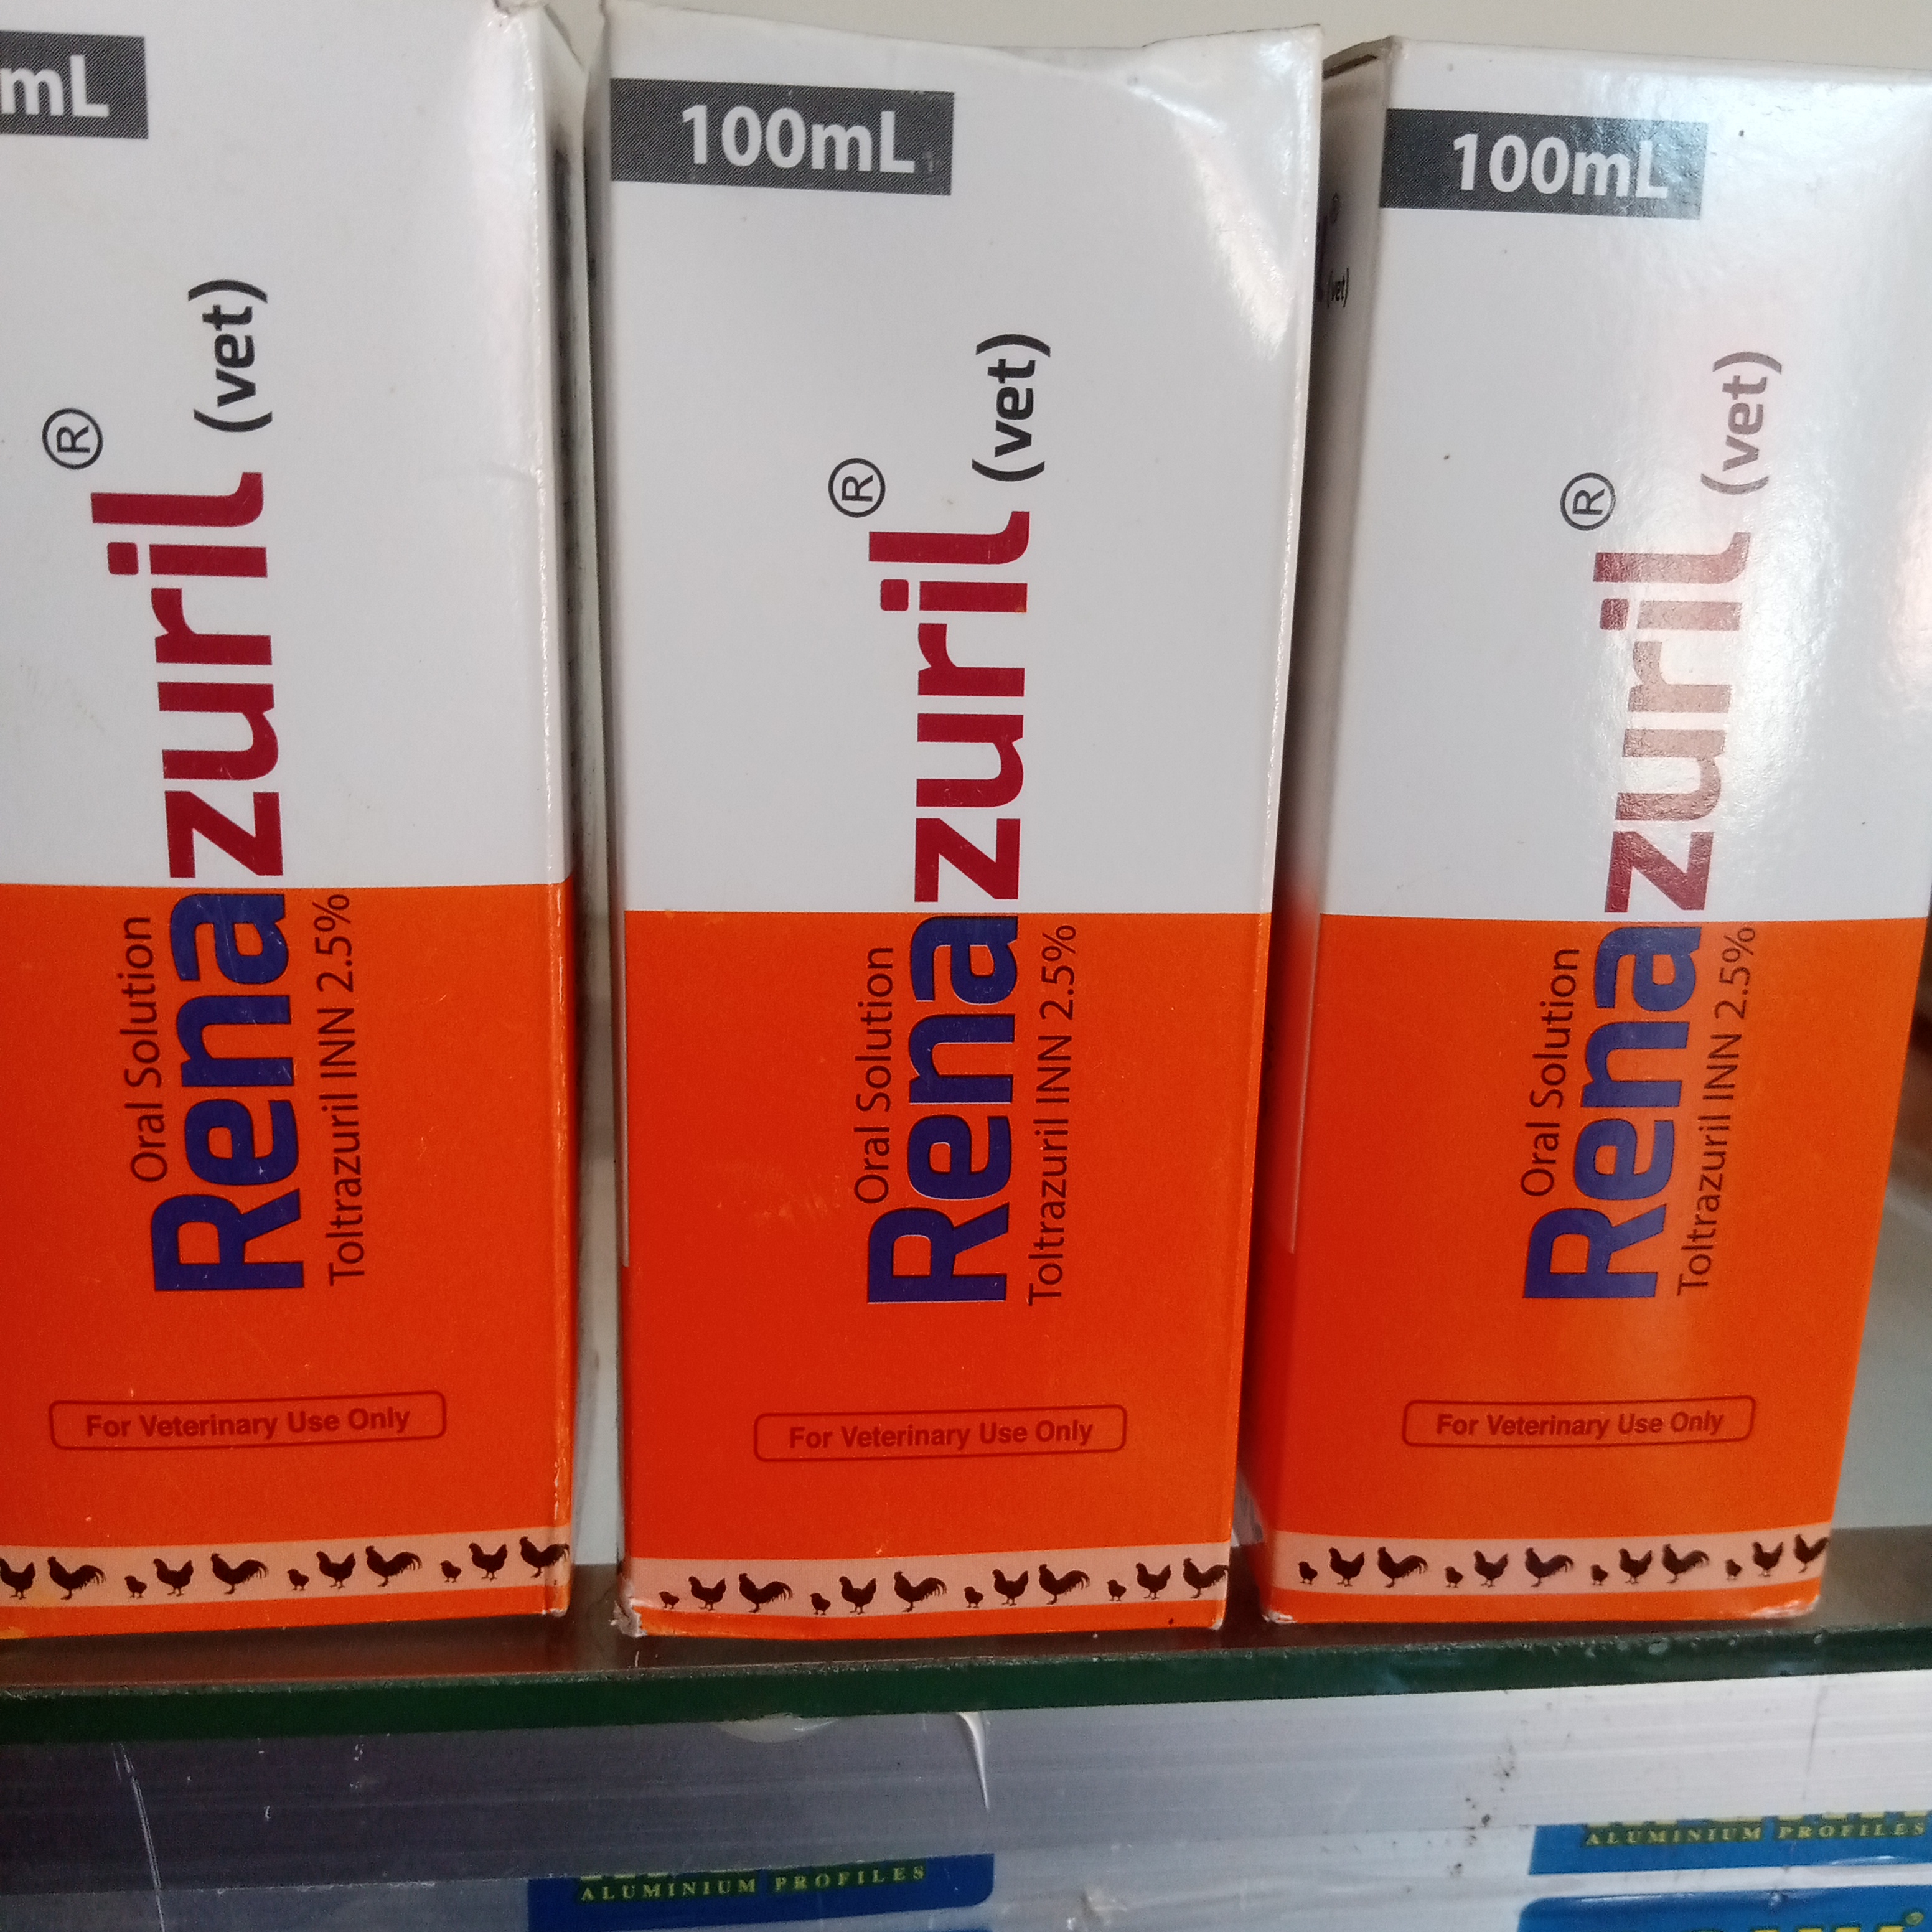 mL
Oral Solution
Renazuril® (vet)
Toltrazuril INN 2.5%
For Veterinary Use Only
100mL
Oral Solution
Renazuril® (vet)
Toltrazuril INN 2.5%
For Veterinary Use Only
(vet)
100mL
Oral Solution
Renazuril® (vet)
Toltrazuril INN 2.5%
For Veterinary Use Only
ALUMINIUM PROFILES
ALUMINIUM PROFILES